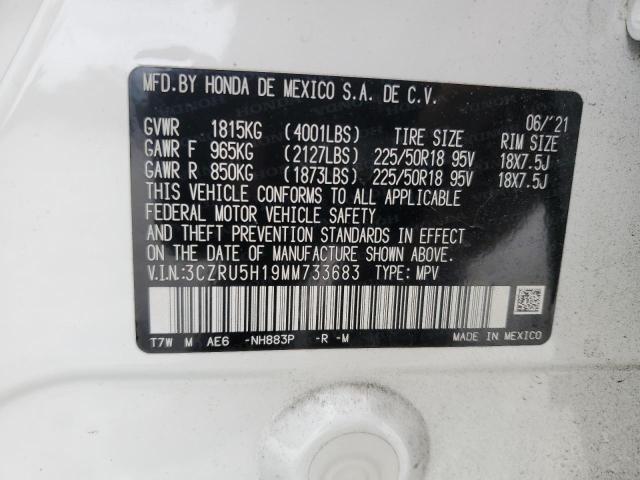 MFD.BY HONDA DE MEXICO S.A. DE C.V.
06/'21
GVWR 1815KG (4001LBS) TIRE SIZE RIM SIZE
GAWR F 965KG (2127LBS) 225/50R18 95V 18X7.5J
GAWR R 850KG (1873LBS) 225/50R18 95V 18X7.5J
THIS VEHICLE CONFORMS TO ALL APPLICABLE
FEDERAL MOTOR VEHICLE SAFETY
AND THEFT PREVENTION STANDARDS IN EFFECT
ON THE DATE OF MANUFACTURE SHOWN ABOVE.
V.I.N.:3CZRU5H19MM733683 TYPE: MPV
T7W M AE6 -NH883P -R -M MADE IN MEXICO